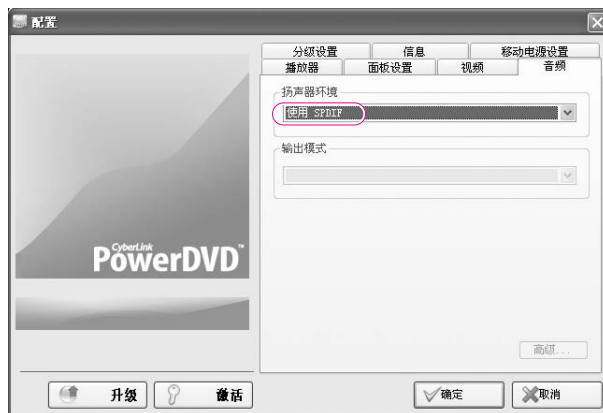 配置
分级设置 信息 移动电源设置
播放器 面板设置 视频 音频
扬声器环境
使用 SPDIF
输出模式
CyberLink
PowerDVD™
高级...
升级 激活 确定 取消